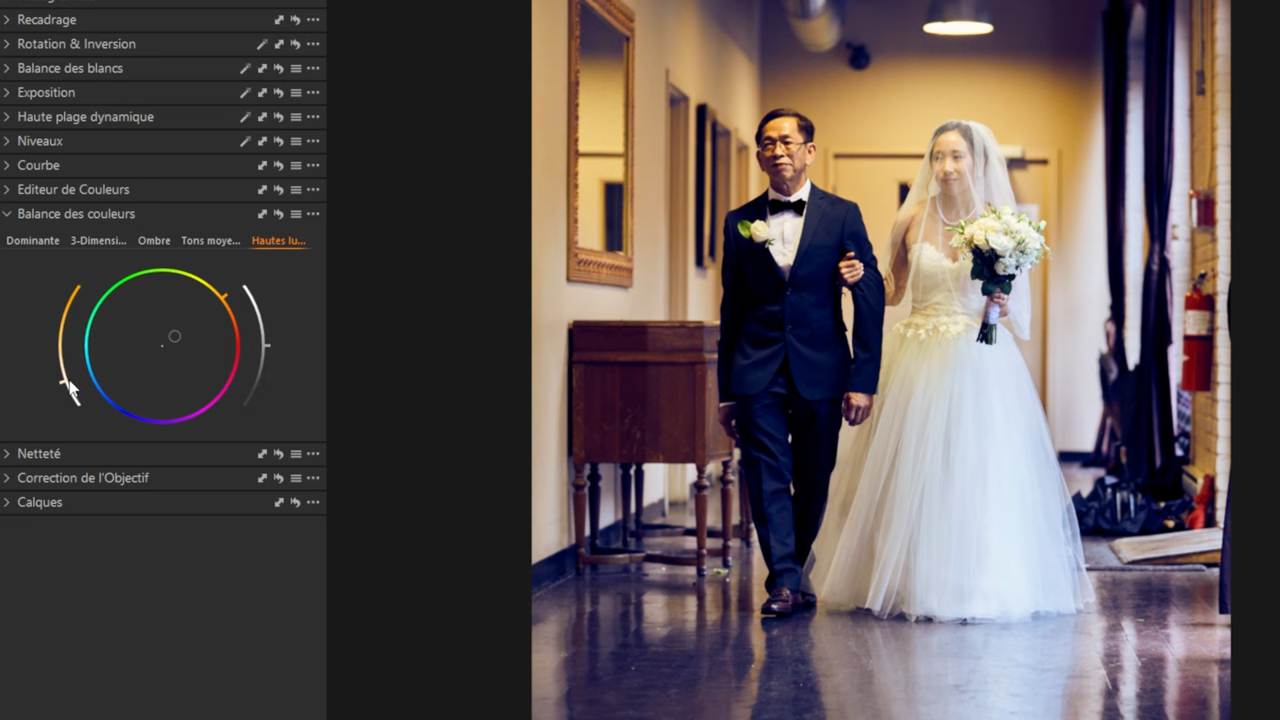 Recadrage
Rotation & Inversion
Balance des blancs
Exposition
Haute plage dynamique
Niveaux
Courbe
Editeur de Couleurs
Balance des couleurs
Dominante 3-Dimensi... Ombre Tons moye... Hautes lu...
Netteté
Correction de l'Objectif
Calques